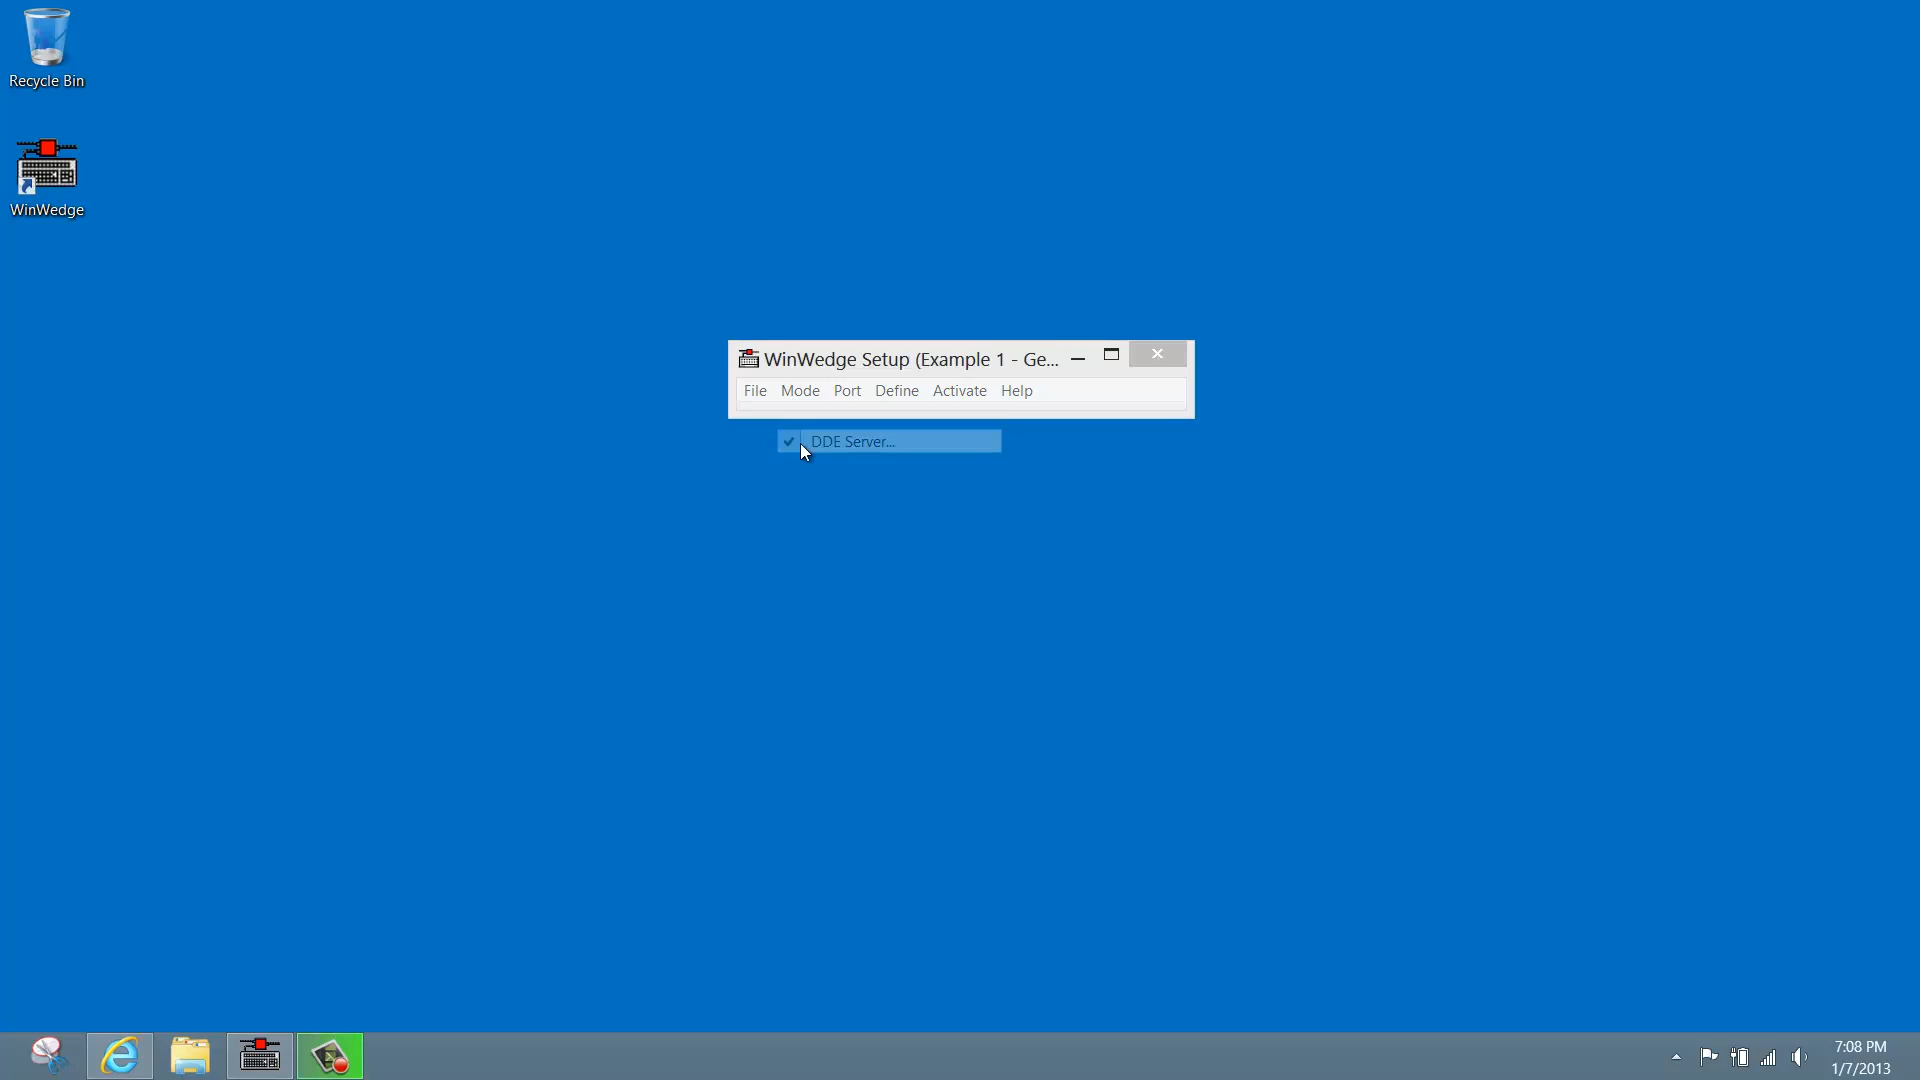 Recycle Bin
WinWedge
WinWedge Setup (Example 1 - Ge...
File Mode Port Define Activate Help
DDE Server...
7:08 PM
1/7/2013